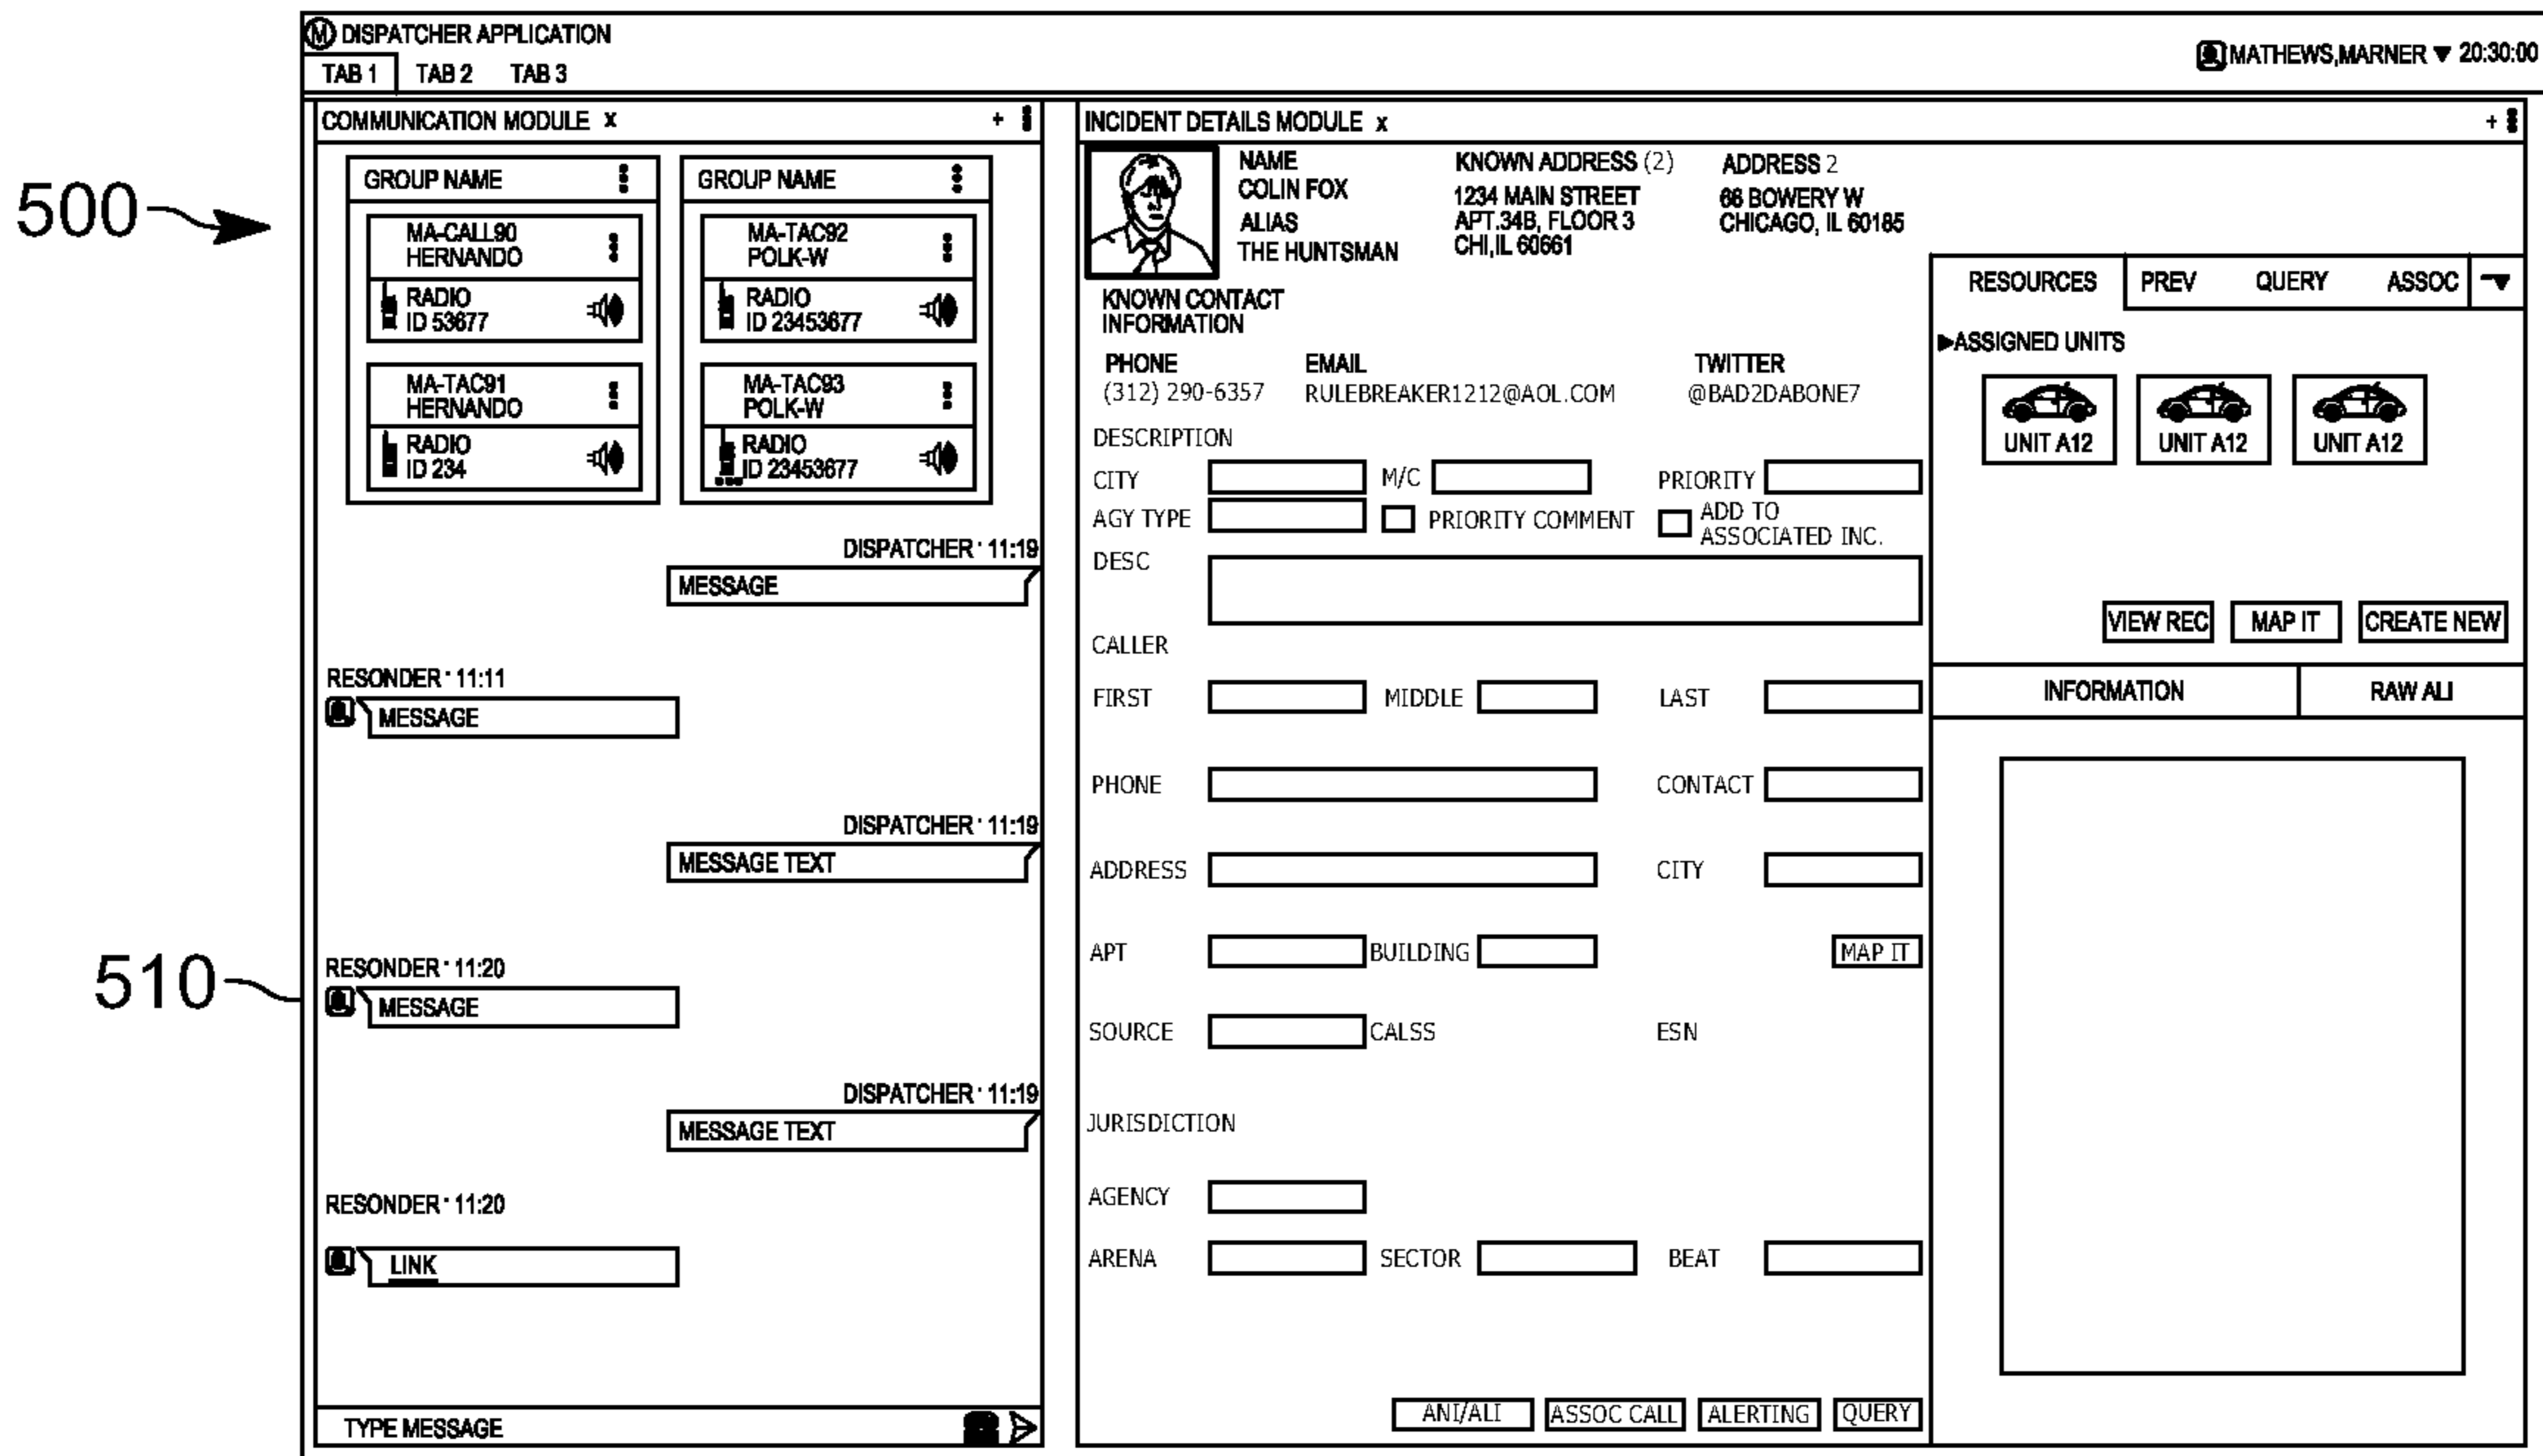 DISPATCHER APPLICATION
MATHEWS,MARNER ▼ 20:30:00
TAB 1 TAB 2 TAB 3
500
510
COMMUNICATION MODULE x +
GROUP NAME
MA-CALL90
HERNANDO
RADIO
ID 53677
MA-TAC91
HERNANDO
RADIO
ID 234
GROUP NAME
MA-TAC92
POLK-W
RADIO
ID 23453677
MA-TAC93
POLK-W
RADIO
ID 23453677
DISPATCHER · 11:19
MESSAGE
RESONDER · 11:11
MESSAGE
DISPATCHER · 11:19
MESSAGE TEXT
RESONDER · 11:20
MESSAGE
DISPATCHER · 11:19
MESSAGE TEXT
RESONDER · 11:20
LINK
TYPE MESSAGE
INCIDENT DETAILS MODULE x +
NAME
COLIN FOX
ALIAS
THE HUNTSMAN
KNOWN ADDRESS (2)
1234 MAIN STREET
APT.34B, FLOOR 3
CHI,IL 60661
ADDRESS 2
66 BOWERY W
CHICAGO, IL 60185
KNOWN CONTACT
INFORMATION
PHONE EMAIL TWITTER
(312) 290-6357 RULEBREAKER1212@AOL.COM @BAD2DABONE7
DESCRIPTION
CITY M/C PRIORITY
AGY TYPE PRIORITY COMMENT ADD TO
ASSOCIATED INC.
DESC
CALLER
FIRST MIDDLE LAST
PHONE CONTACT
ADDRESS CITY
APT BUILDING MAP IT
SOURCE CALSS ESN
JURISDICTION
AGENCY
ARENA SECTOR BEAT
ANI/ALI ASSOC CALL ALERTING QUERY
RESOURCES PREV QUERY ASSOC
▶ASSIGNED UNITS
UNIT A12 UNIT A12 UNIT A12
VIEW REC MAP IT CREATE NEW
INFORMATION RAW ALI